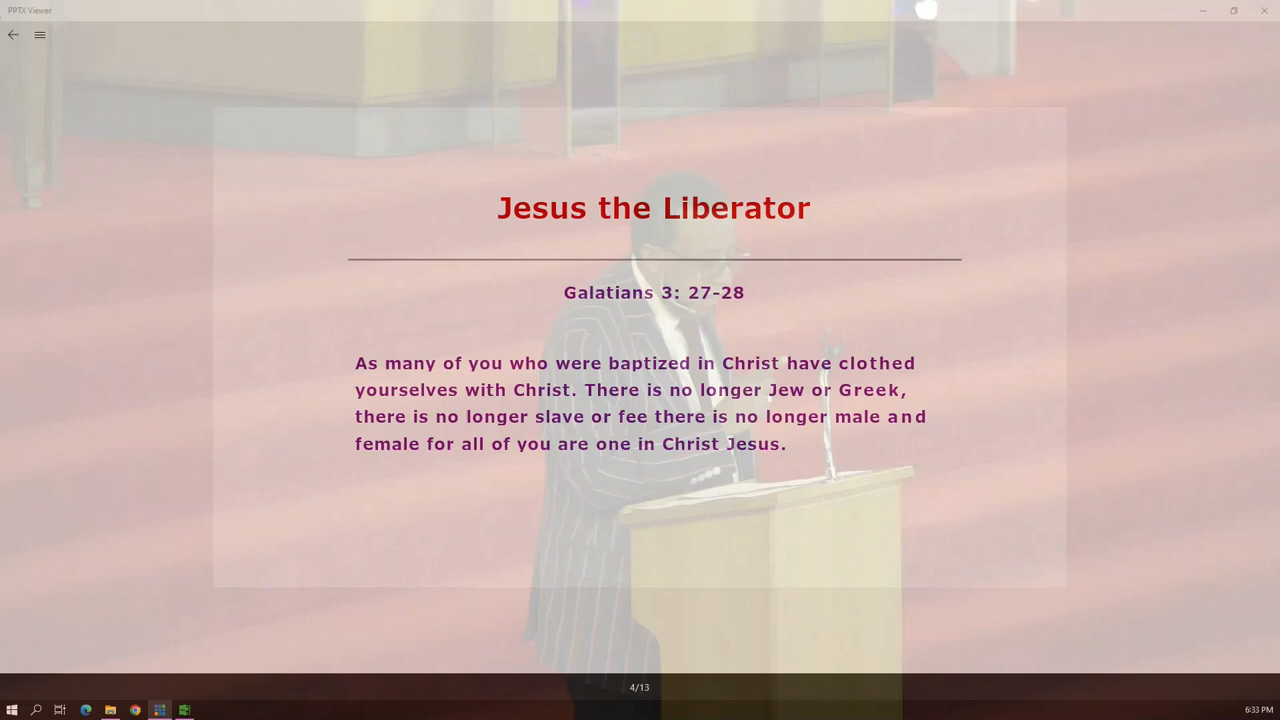 PPTX Viewer
Jesus the Liberator
Galatians 3: 27-28
As many of you who were baptized in Christ have clothed
yourselves with Christ. There is no longer Jew or Greek,
there is no longer slave or fee there is no longer male and
female for all of you are one in Christ Jesus.
4/13
6:33 PM